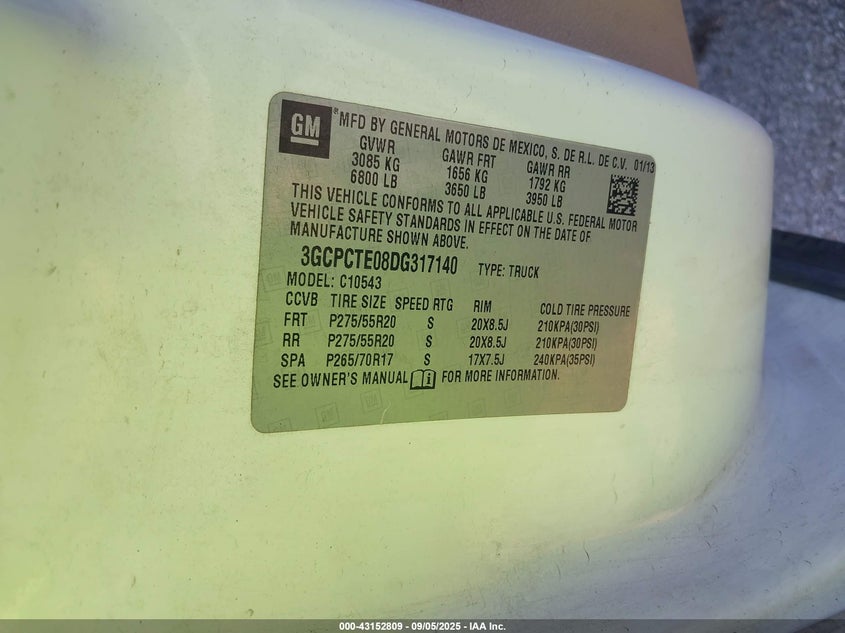 GM
®MFD BY GENERAL MOTORS DE MEXICO, S. DE R.L. DE C.V. 01/13
GVWR GAWR FRT GAWR RR
3085 KG 1656 KG 1792 KG
6800 LB 3650 LB 3950 LB
THIS VEHICLE CONFORMS TO ALL APPLICABLE U.S. FEDERAL MOTOR
VEHICLE SAFETY STANDARDS IN EFFECT ON THE DATE OF
MANUFACTURE SHOWN ABOVE.
3GCPCTE08DG317140 TYPE: TRUCK
MODEL: C10543
CCVB TIRE SIZE SPEED RTG RIM COLD TIRE PRESSURE
FRT P275/55R20 S 20X8.5J 210KPA(30PSI)
RR P275/55R20 S 20X8.5J 210KPA(30PSI)
SPA P265/70R17 S 17X7.5J 240KPA(35PSI)
SEE OWNER'S MANUAL FOR MORE INFORMATION.
000-43152809 - 09/05/2025 - IAA Inc.